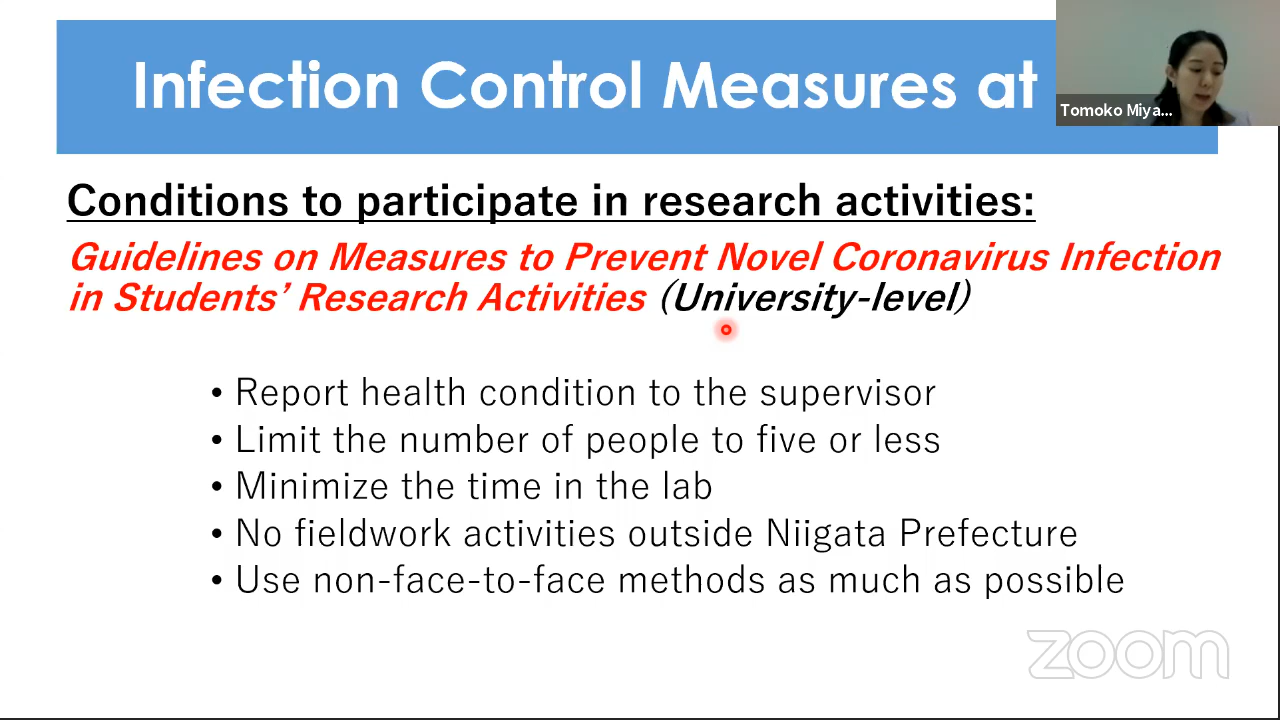 Infection Control Measures at
Tomoko Miya...
Conditions to participate in research activities:
Guidelines on Measures to Prevent Novel Coronavirus Infection
in Students’ Research Activities (University-level)
• Report health condition to the supervisor
• Limit the number of people to five or less
• Minimize the time in the lab
• No fieldwork activities outside Niigata Prefecture
• Use non-face-to-face methods as much as possible
zoom